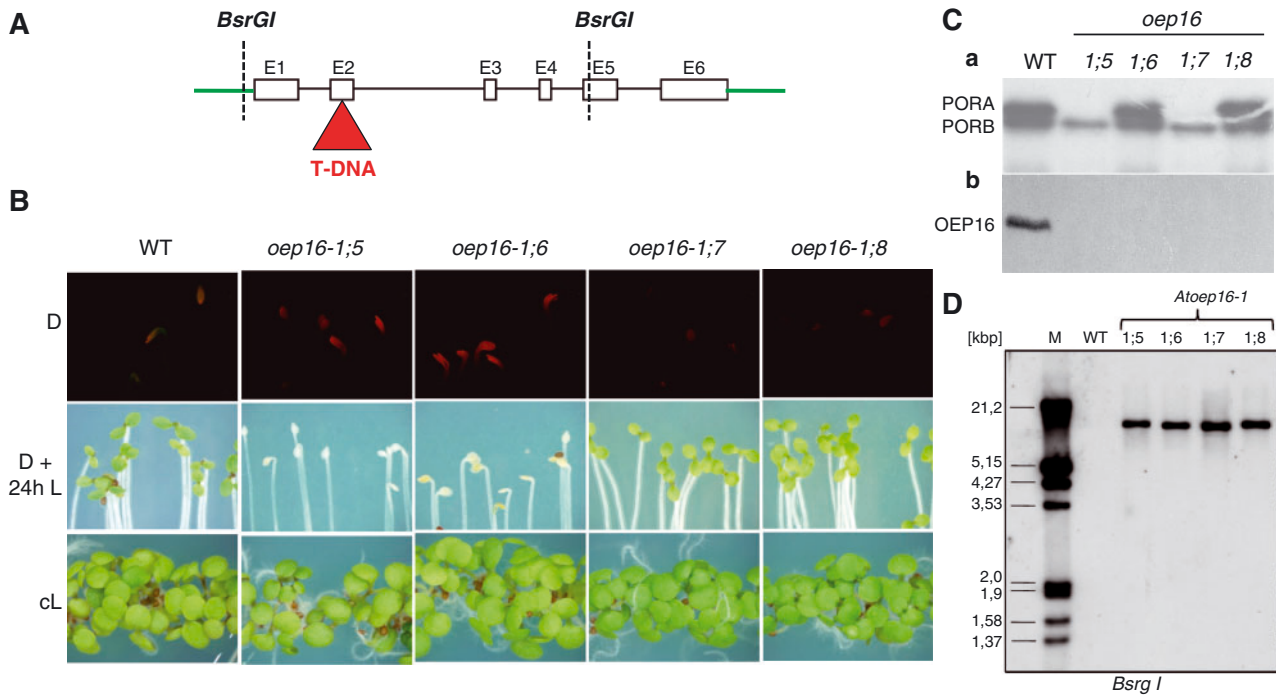 A
BsrGI
BsrGI
E1
E2
E3
E4
E5
E6
T-DNA
B
WT
oep16-1;5
oep16-1;6
oep16-1;7
oep16-1;8
D
D +
24h L
cL
C
oep16
a
WT
1;5
1;6
1;7
1;8
PORA
PORB
b
OEP16
D
Atoep16-1
[kbp]
M
WT
1;5
1;6
1;7
1;8
21,2
5,15
4,27
3,53
2,0
1,9
1,58
1,37
Bsrg I